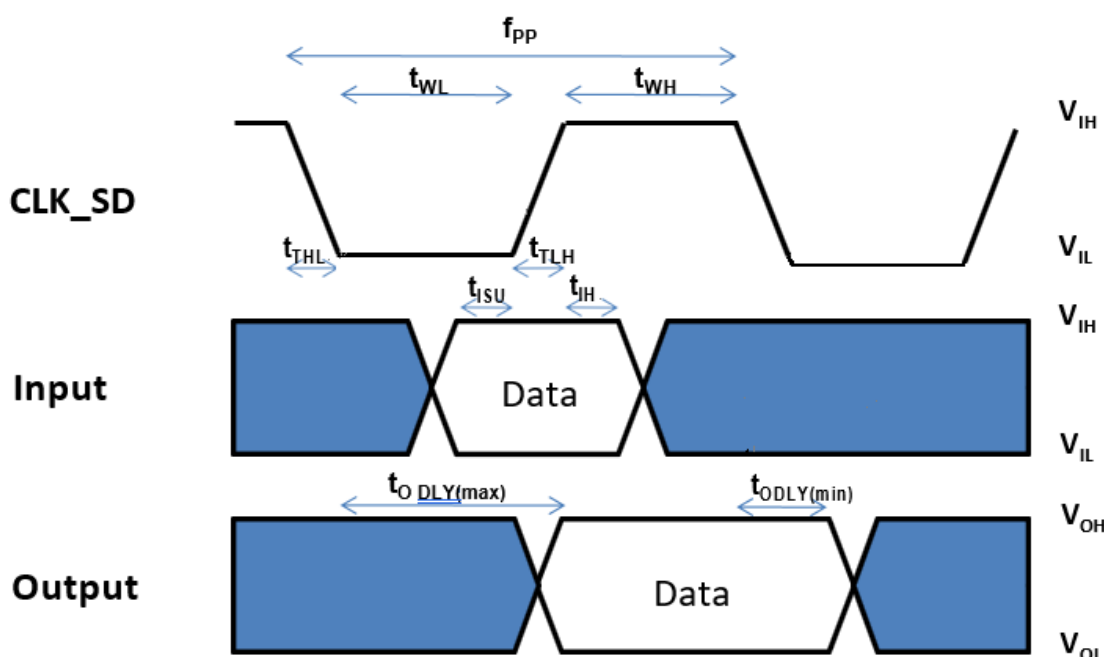 fPP
tWL tWH
VIH
CLK_SD
tTHL tTLH
VIL
tISU tIH
VIH
Input
Data
VIL
tO DLY(max) tODLY(min)
VOH
Output
Data
VOL